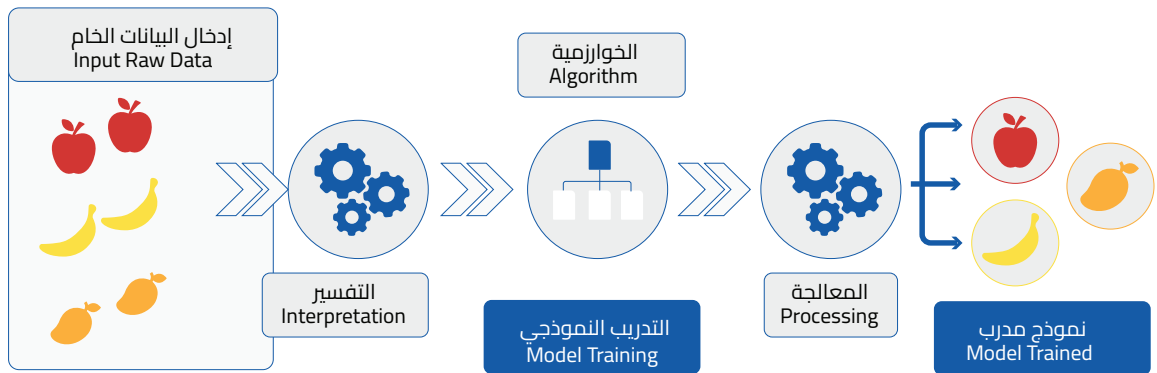 إدخال البيانات الخام
Input Raw Data
التفسير
Interpretation
الخوارزمية
Algorithm
التدريب النموذجي
Model Training
المعالجة
Processing
نموذج مدرب
Model Trained